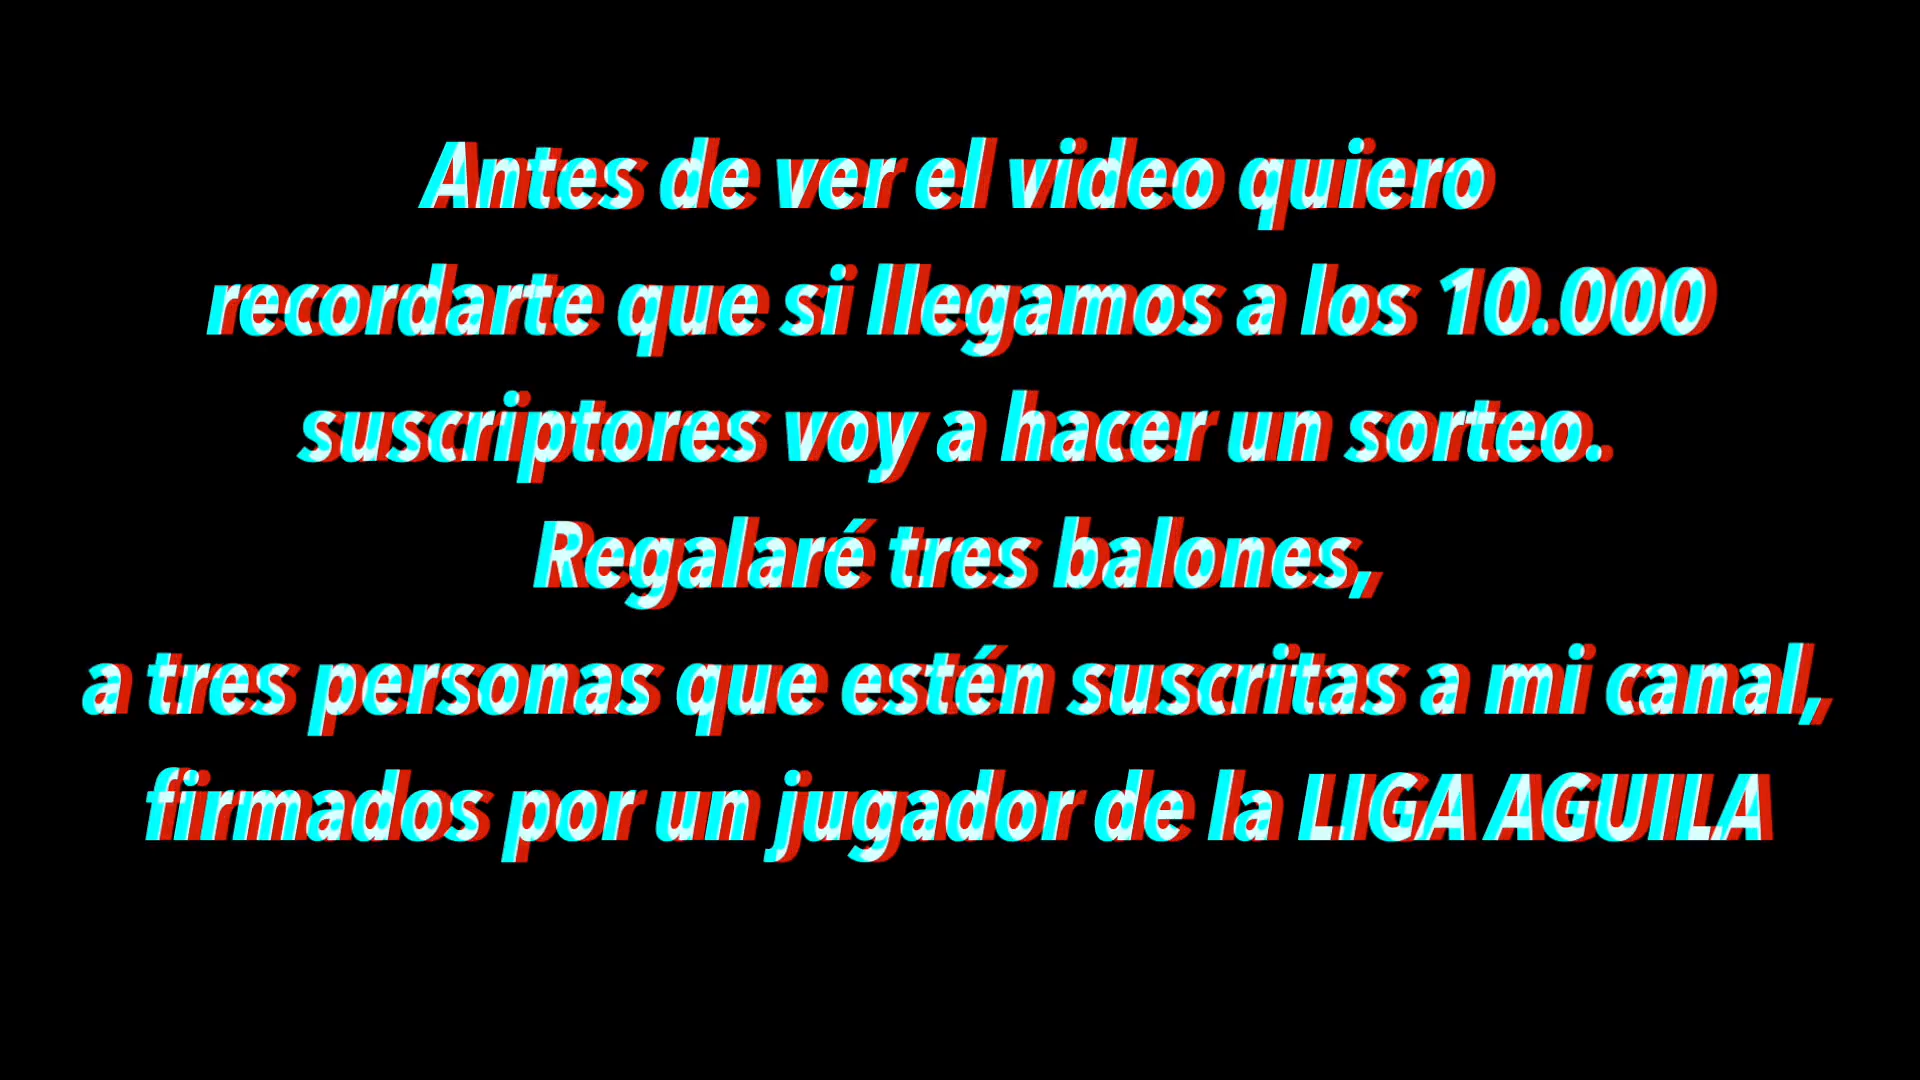 Antes de ver el video quiero
recordarte que si llegamos a los 10.000
suscriptores voy a hacer un sorteo.
Regalaré tres balones,
a tres personas que estén suscritas a mi canal,
firmados por un jugador de la LIGA AGUILA